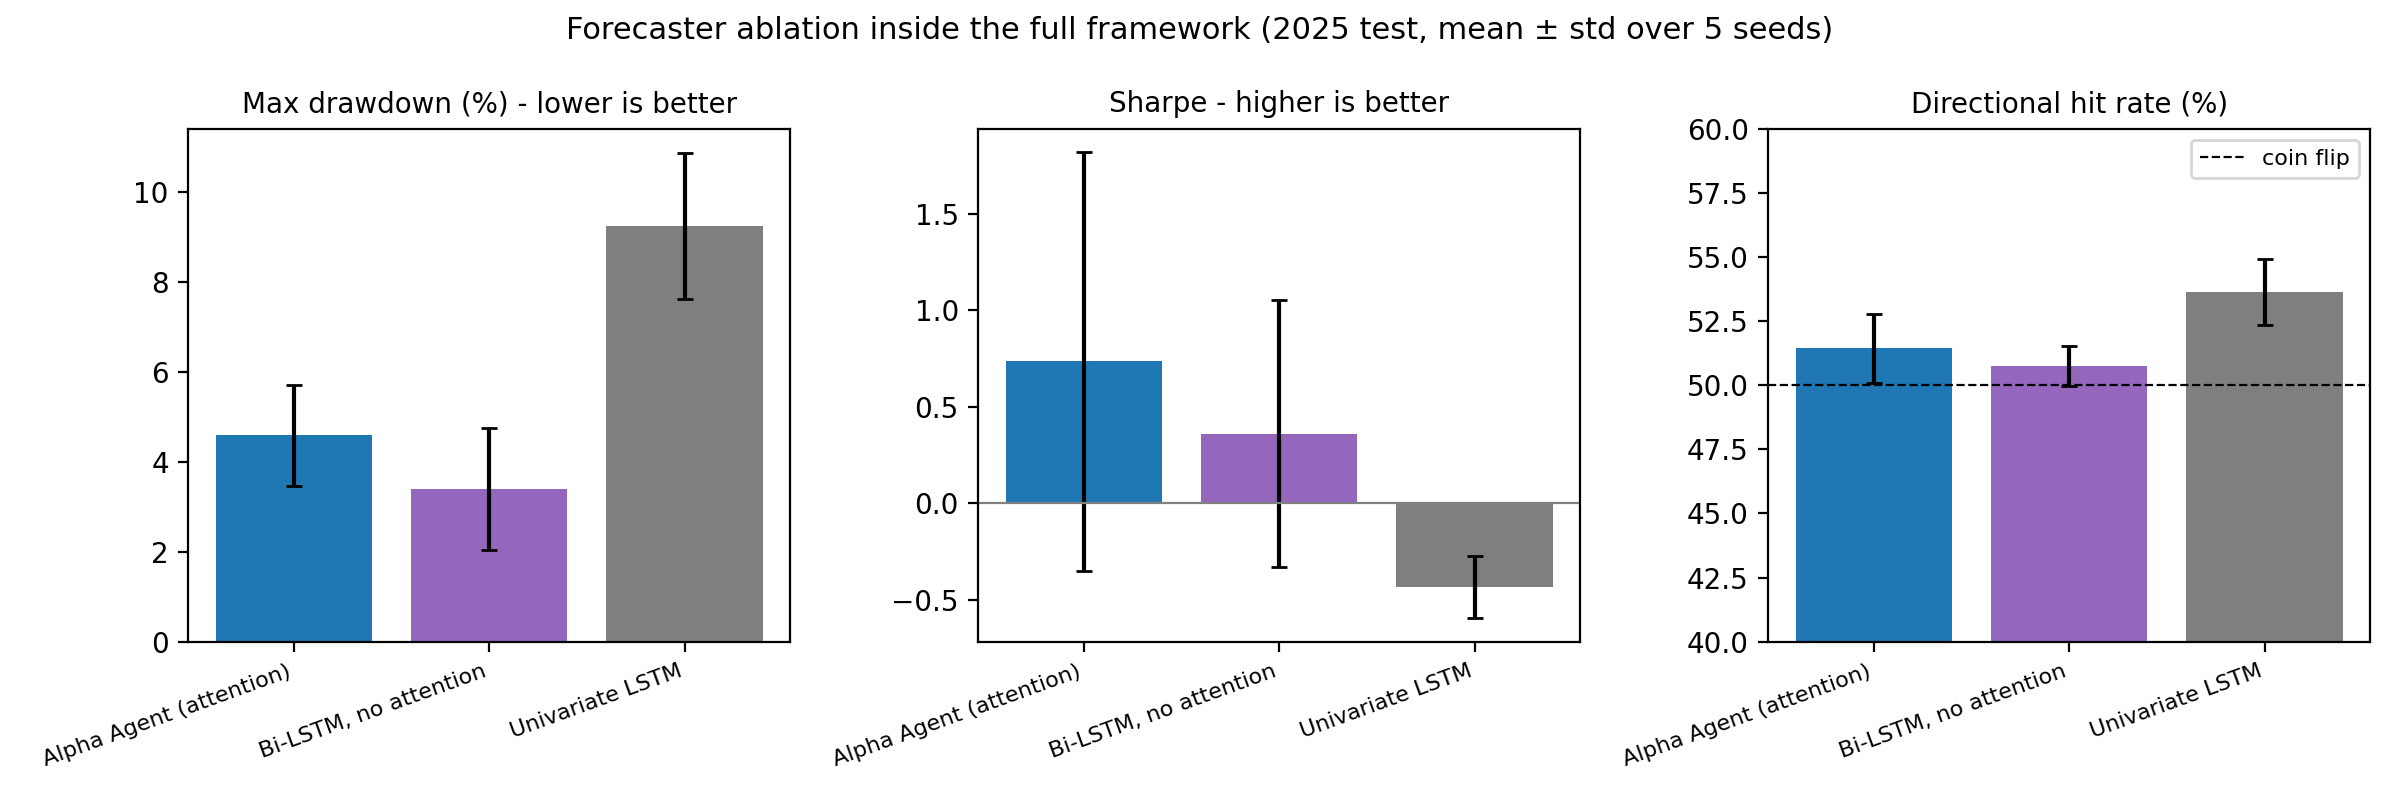 Forecaster ablation inside the full framework (2025 test, mean ± std over 5 seeds)
Max drawdown (%) - lower is better
10
8
6
4
2
0
Alpha Agent (attention)
Bi-LSTM, no attention
Univariate LSTM
Sharpe - higher is better
1.5
1.0
0.5
0.0
−0.5
Alpha Agent (attention)
Bi-LSTM, no attention
Univariate LSTM
Directional hit rate (%)
coin flip
60.0
57.5
55.0
52.5
50.0
47.5
45.0
42.5
40.0
Alpha Agent (attention)
Bi-LSTM, no attention
Univariate LSTM